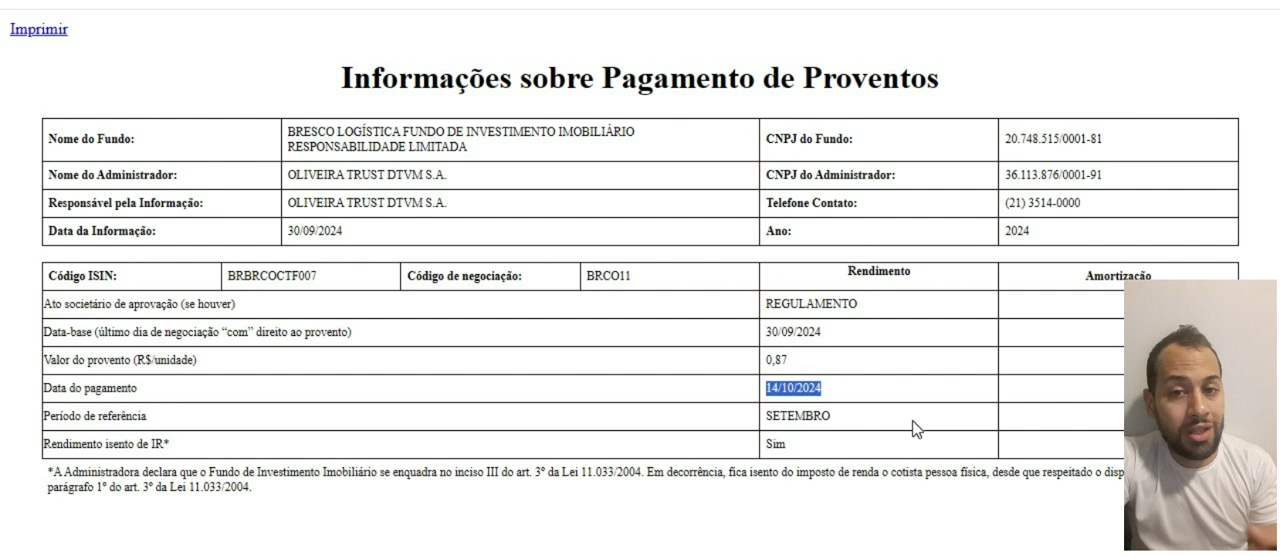 Imprimir
Informações sobre Pagamento de Proventos
Nome do Fundo:
BRESCO LOGÍSTICA FUNDO DE INVESTIMENTO IMOBILIÁRIO
RESPONSABILIDADE LIMITADA
CNPJ do Fundo:
20.748.515/0001-81
Nome do Administrador:
OLIVEIRA TRUST DTVM S.A.
CNPJ do Administrador:
36.113.876/0001-91
Responsável pela Informação:
OLIVEIRA TRUST DTVM S.A.
Telefone Contato:
(21) 3514-0000
Data da Informação:
30/09/2024
Ano:
2024
Código ISIN:
BRBRCOCTF007
Código de negociação:
BRCO11
Rendimento
Amortização
Ato societário de aprovação (se houver)
REGULAMENTO
Data-base (último dia de negociação “com” direito ao provento)
30/09/2024
Valor do provento (R$/unidade)
0,87
Data do pagamento
14/10/2024
Período de referência
SETEMBRO
Rendimento isento de IR*
Sim
*A Administradora declara que o Fundo de Investimento Imobiliário se enquadra no inciso III do art. 3º da Lei 11.033/2004. Em decorrência, fica isento do imposto de renda o cotista pessoa física, desde que respeitado o
parágrafo 1º do art. 3º da Lei 11.033/2004.